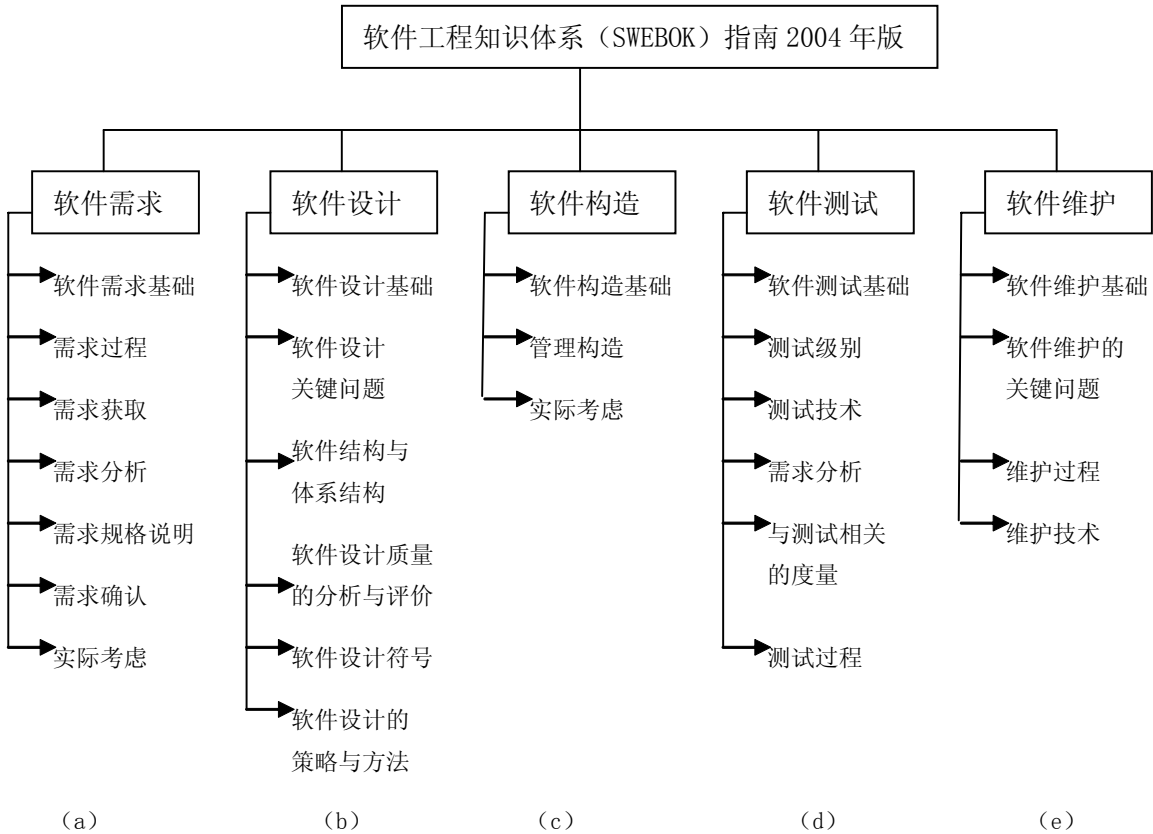 软件工程知识体系（SWEBOK）指南 2004 年版
软件需求
软件需求基础
需求过程
需求获取
需求分析
需求规格说明
需求确认
实际考虑
软件设计
软件设计基础
软件设计
关键问题
软件结构与
体系结构
软件设计质量
的分析与评价
软件设计符号
软件设计的
策略与方法
软件构造
软件构造基础
管理构造
实际考虑
软件测试
软件测试基础
测试级别
测试技术
需求分析
与测试相关
的度量
测试过程
软件维护
软件维护基础
软件维护的
关键问题
维护过程
维护技术
（a）
（b）
（c）
（d）
（e）